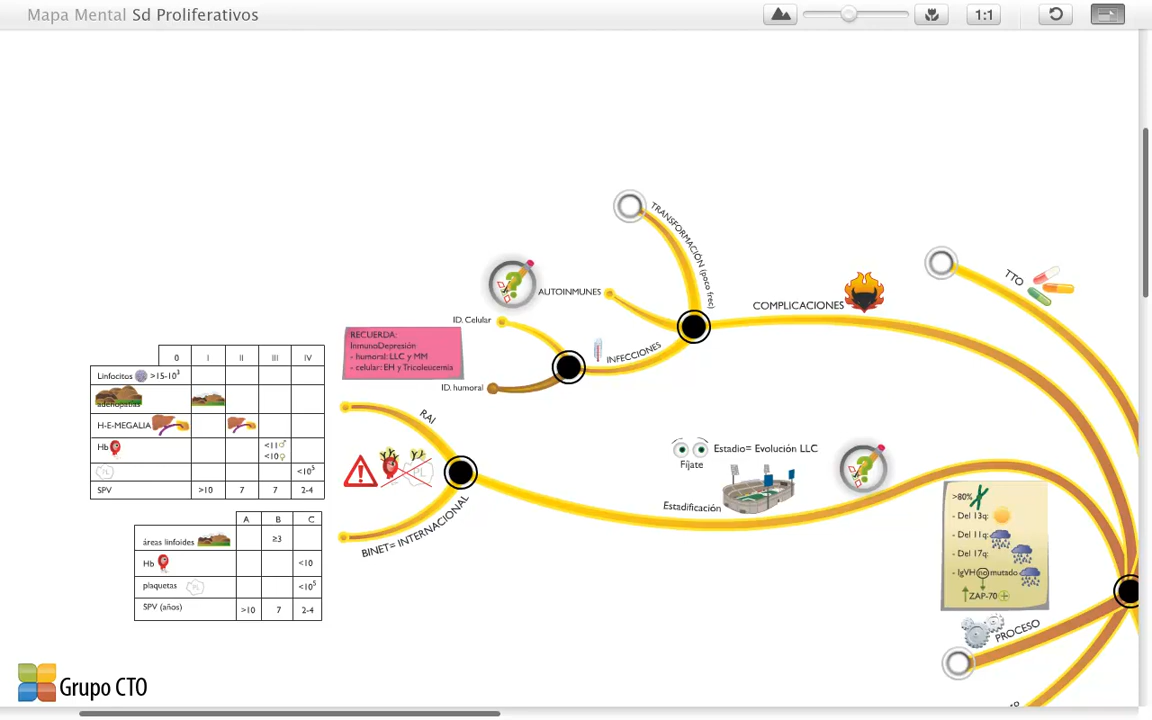 Mapa Mental Sd Proliferativos
1:1
TRANSFORMACIÓN (poco frec)
TTO
AUTOINMUNES
COMPLICACIONES
ID. Celular
INFECCIONES
RECUERDA:
InmunoDepresión
- humoral: LLC y MM
- celular: EH y Tricoleucemia
ID. humoral
0 I II III IV
Linfocitos >15-10³
adenopatías
H-E-MEGALIA
Hb <11♂
<10♀
PL <10⁵
SPV >10 7 7 2-4
RAI
PL
BINET= INTERNACIONAL
Estadio= Evolución LLC
Fíjate
Estadificación
A B C
áreas linfoides ≥3
Hb <10
plaquetas PL <10⁵
SPV (años) >10 7 2-4
>80%
- Del 13q:
- Del 11q:
- Del 17q:
- IgVH no mutado
↑ ZAP-70 +
PROCESO
Grupo CTO